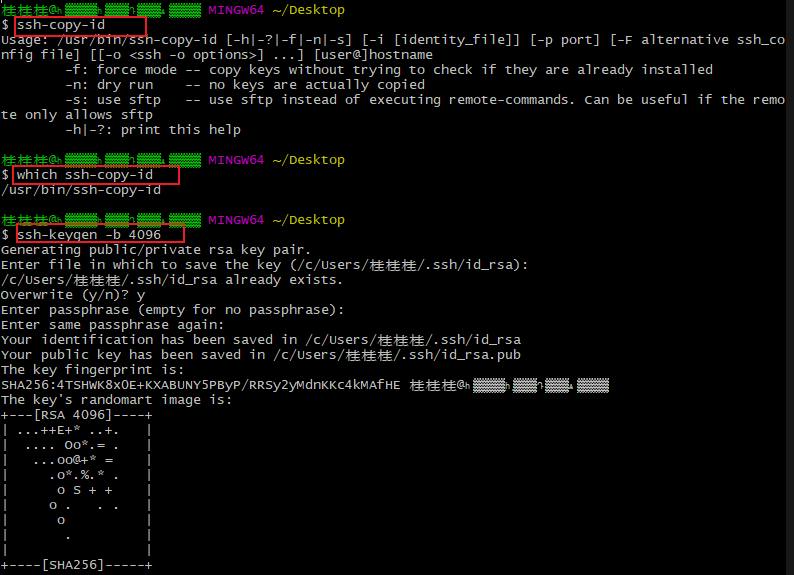 桂桂桂@ MINGW64 ~/Desktop
$ ssh-copy-id
Usage: /usr/bin/ssh-copy-id [-h|-?|-f|-n|-s] [-i [identity_file]] [-p port] [-F alternative ssh_co
nfig file] [[-o <ssh -o options>] ...] [user@]hostname
        -f: force mode -- copy keys without trying to check if they are already installed
        -n: dry run    -- no keys are actually copied
        -s: use sftp   -- use sftp instead of executing remote-commands. Can be useful if the remo
te only allows sftp
        -h|-?: print this help
桂桂桂@ MINGW64 ~/Desktop
$ which ssh-copy-id
/usr/bin/ssh-copy-id
桂桂桂@ MINGW64 ~/Desktop
$ ssh-keygen -b 4096
Generating public/private rsa key pair.
Enter file in which to save the key (/c/Users/桂桂桂/.ssh/id_rsa):
/c/Users/桂桂桂/.ssh/id_rsa already exists.
Overwrite (y/n)? y
Enter passphrase (empty for no passphrase):
Enter same passphrase again:
Your identification has been saved in /c/Users/桂桂桂/.ssh/id_rsa
Your public key has been saved in /c/Users/桂桂桂/.ssh/id_rsa.pub
The key fingerprint is:
SHA256:4TSHWK8xOE+KXABUNY5PByP/RRSy2yMdnKKc4kMAfHE 桂桂桂@
The key's randomart image is:
+---[RSA 4096]----+
| ...++E+* ..+.   |
|  .... Oo*.= .   |
|   ...oo@+* =    |
|     .o*.%.* .   |
|      o S + +    |
|     o .   . .   |
|      o          |
|       .         |
|                 |
+----[SHA256]-----+